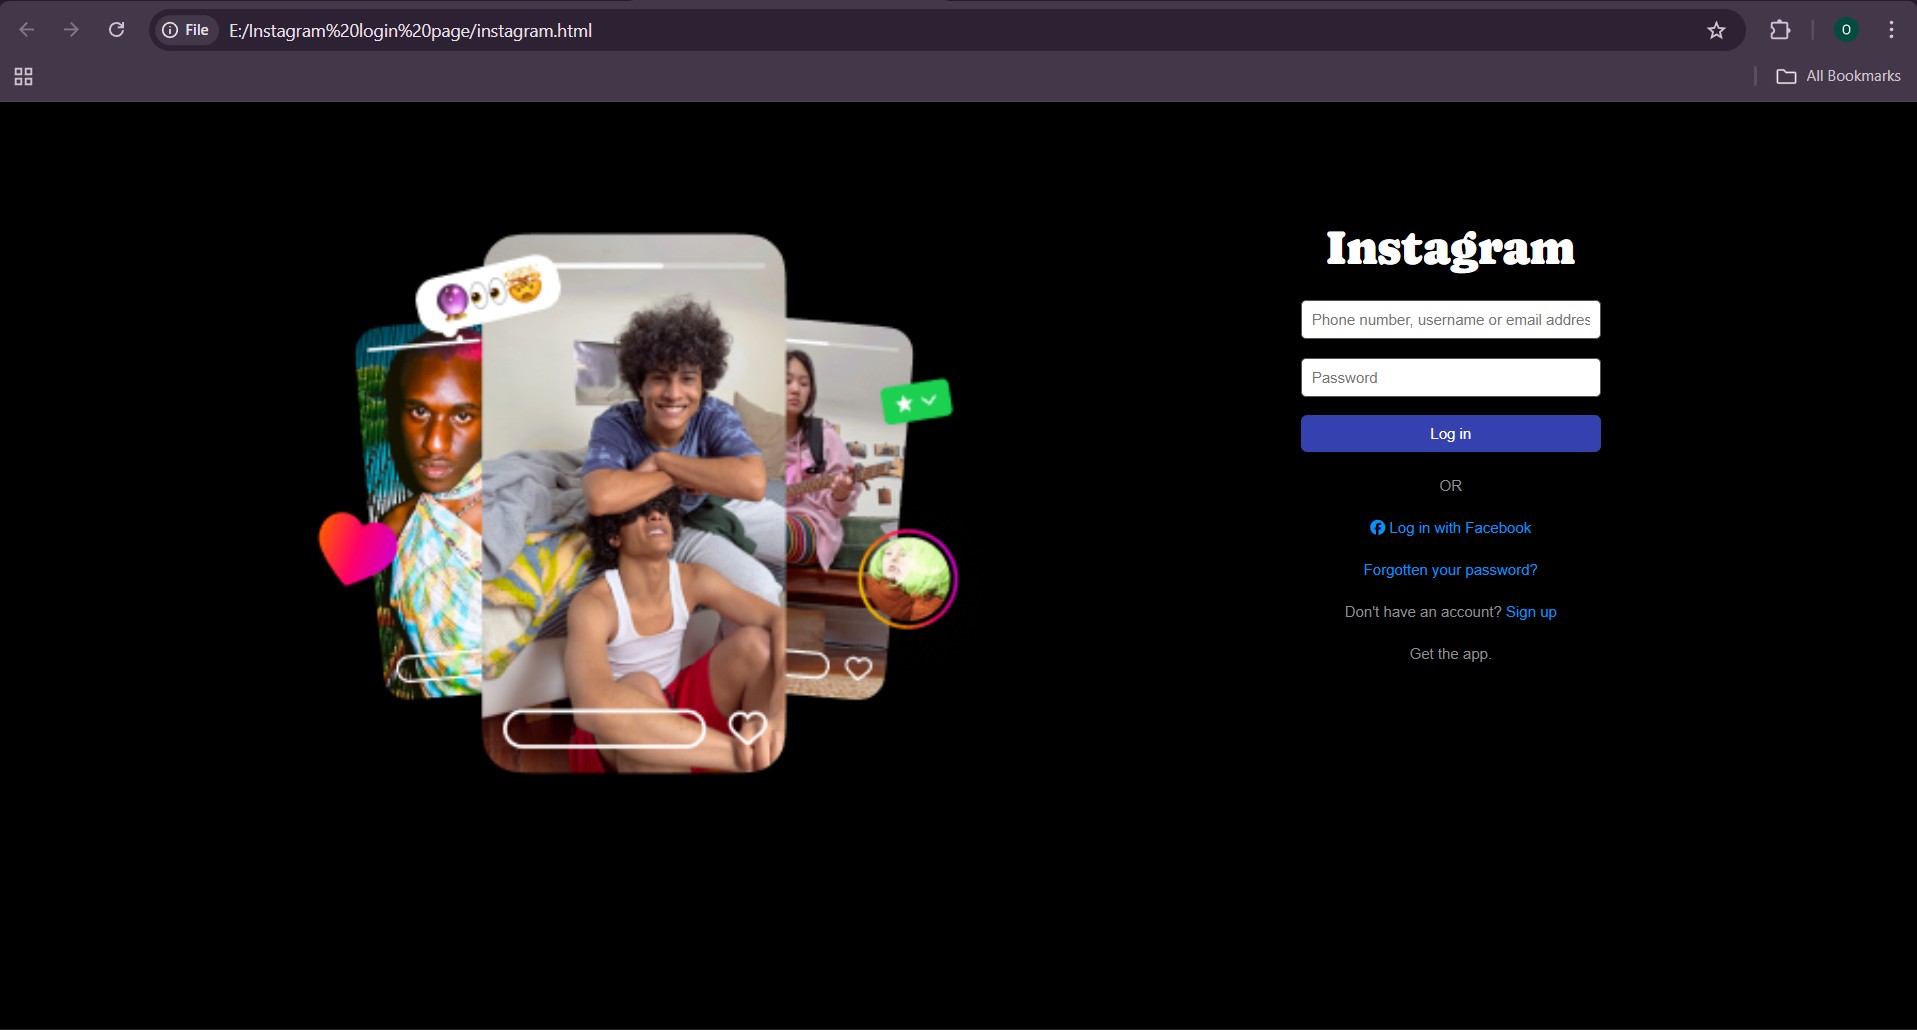 File
E:/Instagram%20login%20page/instagram.html
O
All Bookmarks
Instagram
Phone number, username or email addres
Password
Log in
OR
Log in with Facebook
Forgotten your password?
Don't have an account? Sign up
Get the app.